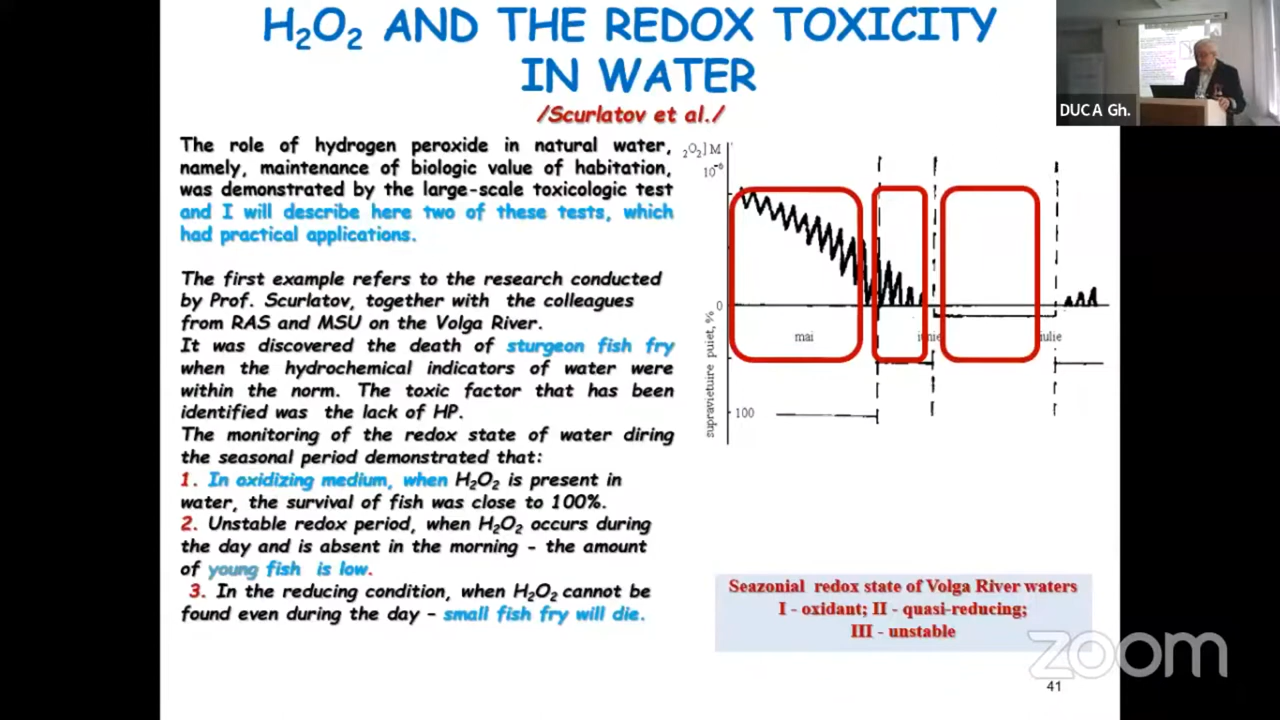 H₂O₂ AND THE REDOX TOXICITY
IN WATER
/Scurlatov et al./
DUCA Gh.
The role of hydrogen peroxide in natural water,
namely, maintenance of biologic value of habitation,
was demonstrated by the large-scale toxicologic test
and I will describe here two of these tests, which
had practical applications.
The first example refers to the research conducted
by Prof. Scurlatov, together with the colleagues
from RAS and MSU on the Volga River.
It was discovered the death of sturgeon fish fry
when the hydrochemical indicators of water were
within the norm. The toxic factor that has been
identified was the lack of HP.
The monitoring of the redox state of water diring
the seasonal period demonstrated that:
1. In oxidizing medium, when H₂O₂ is present in
water, the survival of fish was close to 100%.
2. Unstable redox period, when H₂O₂ occurs during
the day and is absent in the morning - the amount
of young fish is low.
3. In the reducing condition, when H₂O₂ cannot be
found even during the day – small fish fry will die.
₂O₂] M
10⁻⁶
0
mai
iunie
iulie
supravietuire puiet, %
100
Seazonial redox state of Volga River waters
I - oxidant; II - quasi-reducing;
III - unstable
zoom
41